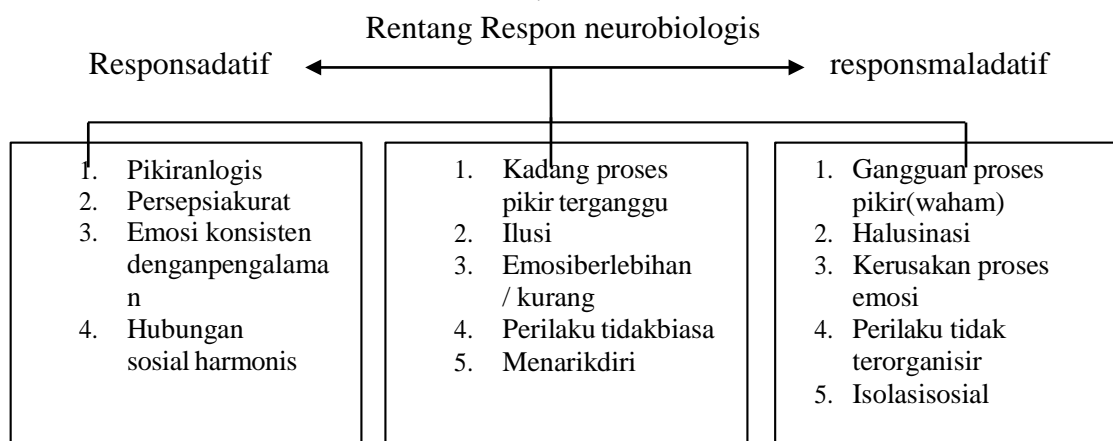 Rentang Respon neurobiologis
Responsadatif
responsmaladatif
1. Pikiranlogis
2. Persepsiakurat
3. Emosi konsisten
denganpengalama
n
4. Hubungan
sosial harmonis
1. Kadang proses
pikir terganggu
2. Ilusi
3. Emosiberlebihan
/ kurang
4. Perilaku tidakbiasa
5. Menarikdiri
1. Gangguan proses
pikir(waham)
2. Halusinasi
3. Kerusakan proses
emosi
4. Perilaku tidak
terorganisir
5. Isolasisosial